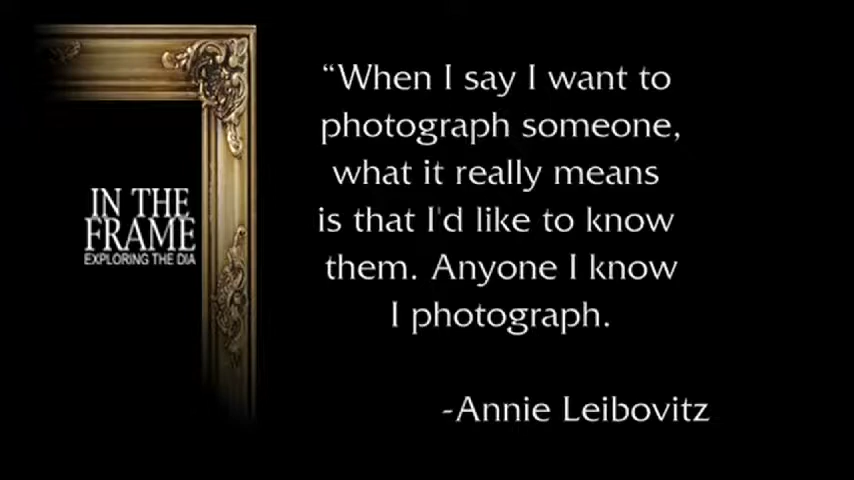 IN THE
FRAME
EXPLORING THE DIA
“When I say I want to
photograph someone,
what it really means
is that I'd like to know
them. Anyone I know
I photograph.
-Annie Leibovitz